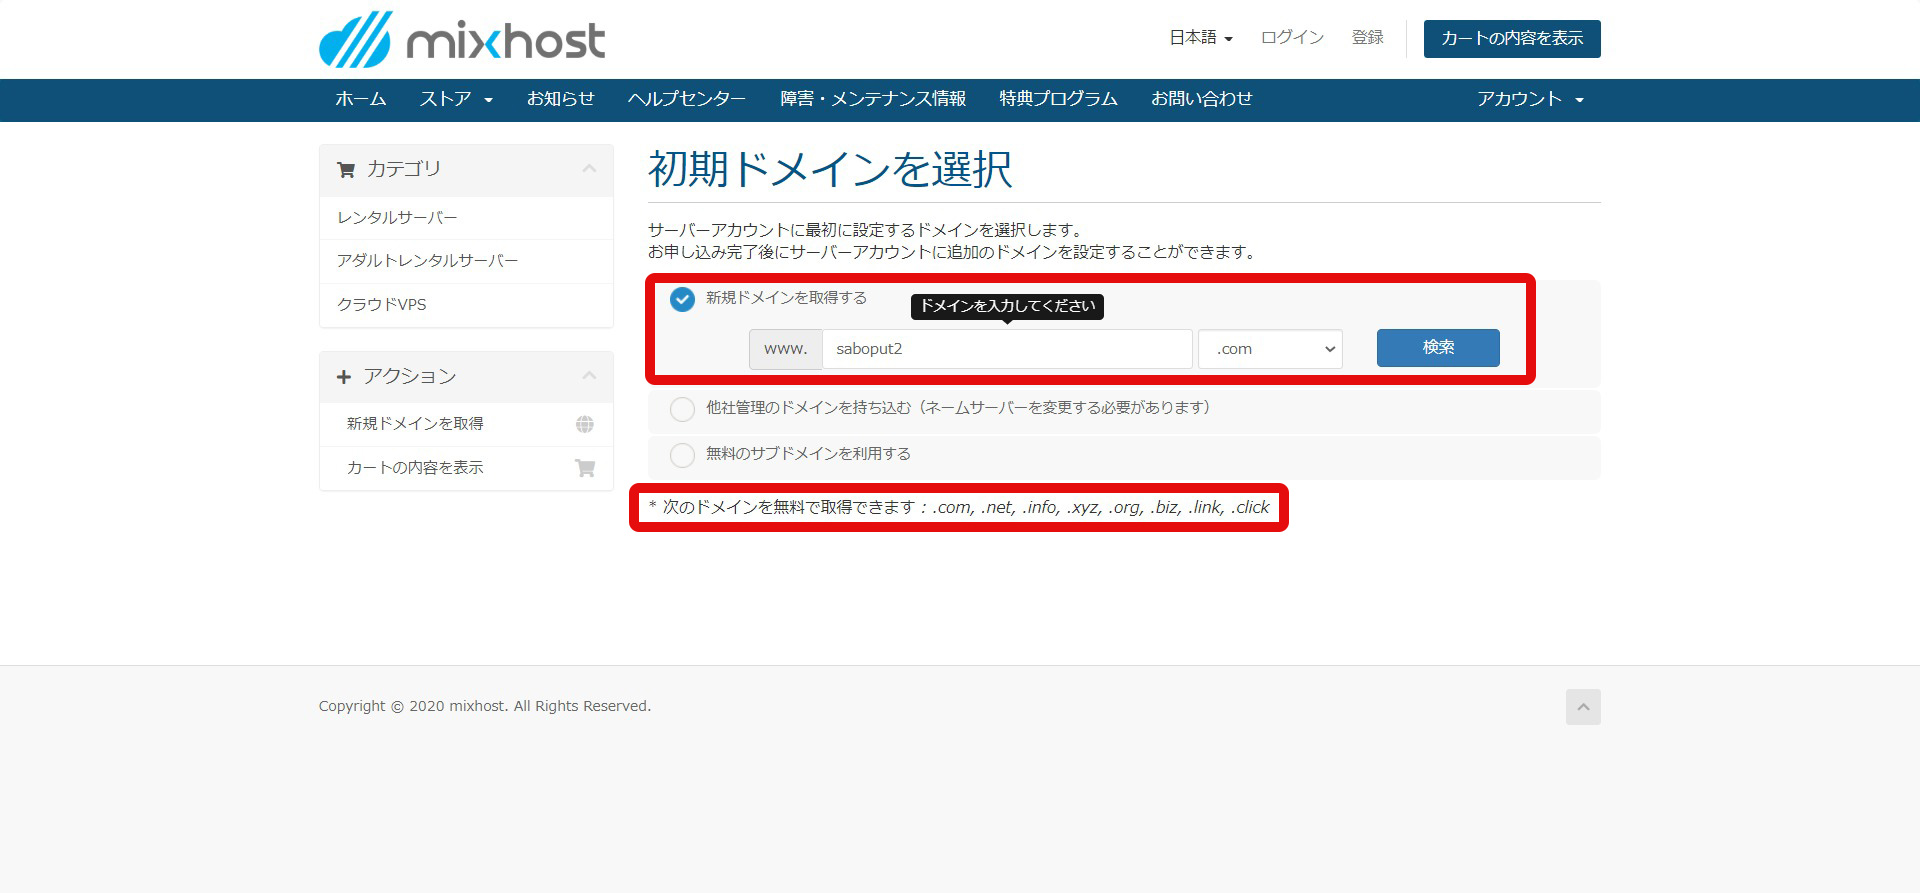 mixhost
日本語
ログイン
登録
カートの内容を表示
ホーム
ストア
お知らせ
ヘルプセンター
障害・メンテナンス情報
特典プログラム
お問い合わせ
アカウント
カテゴリ
レンタルサーバー
アダルトレンタルサーバー
クラウドVPS
アクション
新規ドメインを取得
カートの内容を表示
初期ドメインを選択
サーバーアカウントに最初に設定するドメインを選択します。
お申し込み完了後にサーバーアカウントに追加のドメインを設定することができます。
新規ドメインを取得する
ドメインを入力してください
www.
saboput2
.com
検索
他社管理のドメインを持ち込む（ネームサーバーを変更する必要があります）
無料のサブドメインを利用する
* 次のドメインを無料で取得できます : .com, .net, .info, .xyz, .org, .biz, .link, .click
Copyright © 2020 mixhost. All Rights Reserved.